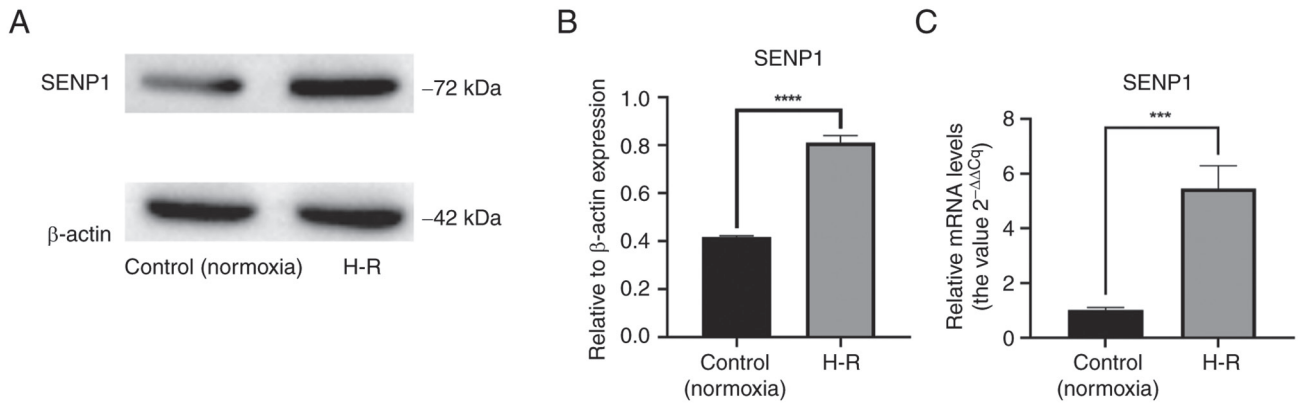 A
SENP1
–72 kDa
β-actin
–42 kDa
Control (normoxia)
H-R
B
SENP1
Relative to β-actin expression
1.0
0.8
0.6
0.4
0.2
0.0
****
Control
(normoxia)
H-R
C
SENP1
Relative mRNA levels
(the value 2–ΔΔCq)
8
6
4
2
0
***
Control
(normoxia)
H-R